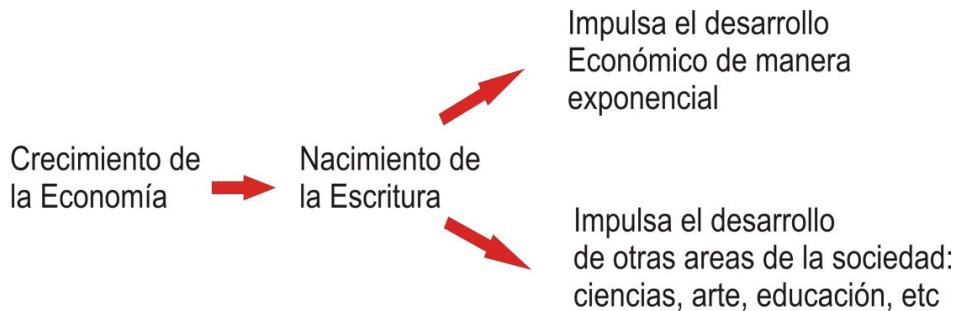 Crecimiento de
la Economía
Nacimiento de
la Escritura
Impulsa el desarrollo
Económico de manera
exponencial
Impulsa el desarrollo
de otras areas de la sociedad:
ciencias, arte, educación, etc